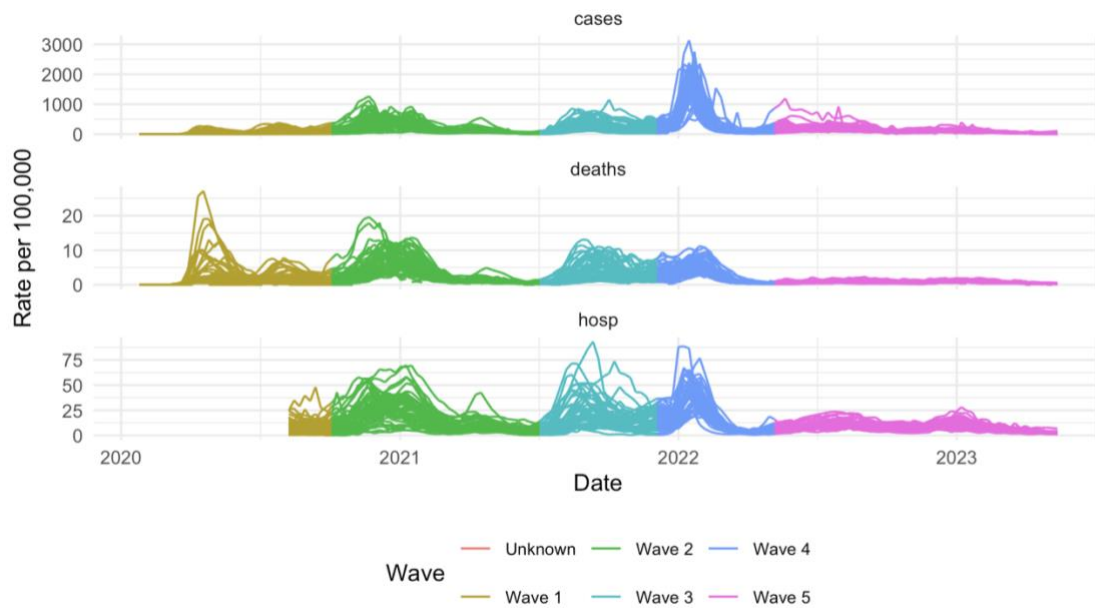 cases
3000
2000
1000
0
deaths
20
10
0
hosp
75
50
25
0
Rate per 100,000
2020 2021 2022 2023
Date
Wave
Unknown Wave 2 Wave 4
Wave 1 Wave 3 Wave 5